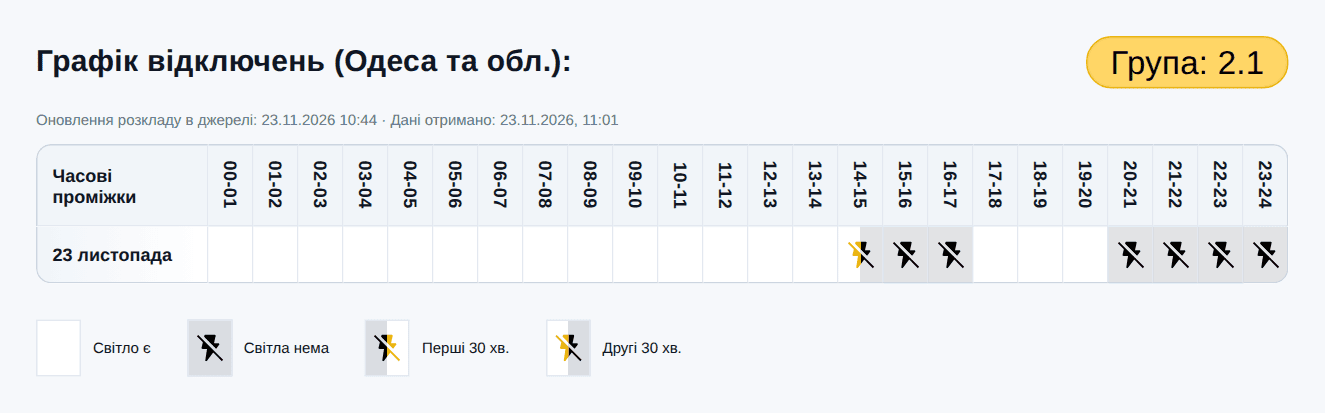 Графік відключень (Одеса та обл.):
Група: 2.1
Оновлення розкладу в джерелі: 23.11.2026 10:44 · Дані отримано: 23.11.2026, 11:01
Часові
проміжки
00-01
01-02
02-03
03-04
04-05
05-06
06-07
07-08
08-09
09-10
10-11
11-12
12-13
13-14
14-15
15-16
16-17
17-18
18-19
19-20
20-21
21-22
22-23
23-24
23 листопада
Світло є
Світла нема
Перші 30 хв.
Другі 30 хв.